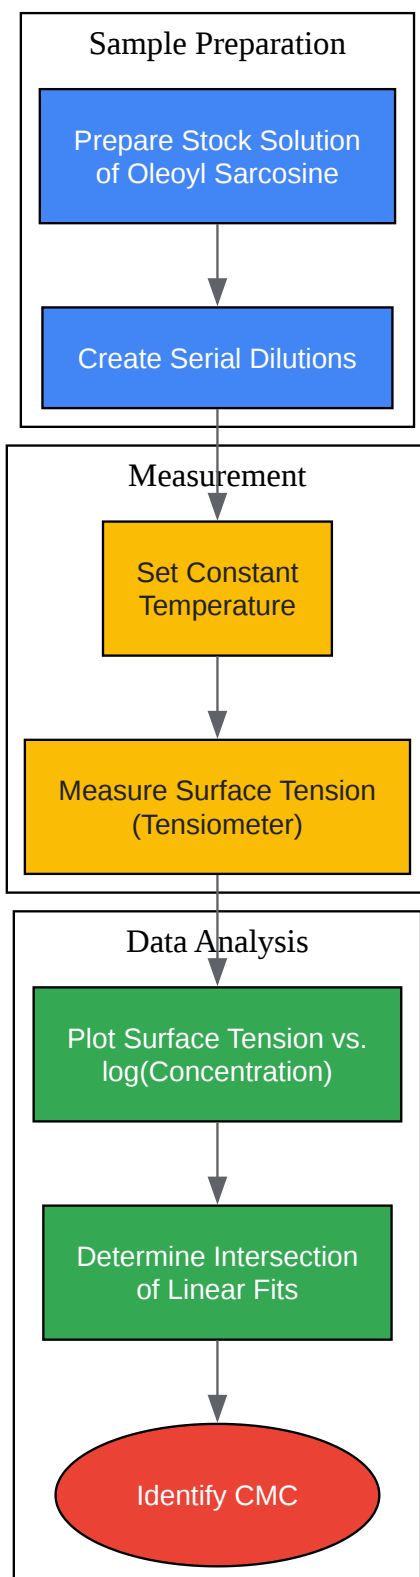 Sample Preparation
Prepare Stock Solution
of Oleoyl Sarcosine
Create Serial Dilutions
Measurement
Set Constant
Temperature
Measure Surface Tension
(Tensiometer)
Data Analysis
Plot Surface Tension vs.
log(Concentration)
Determine Intersection
of Linear Fits
Identify CMC